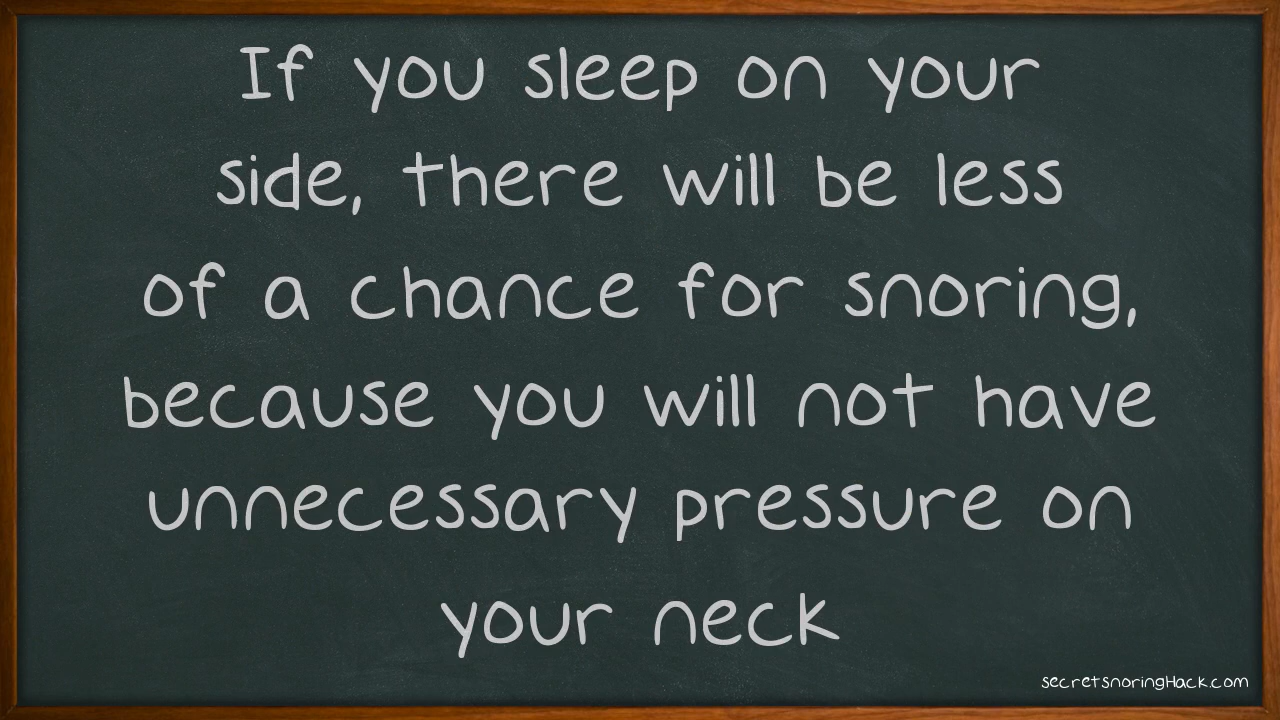 If you sleep on your
side, there will be less
of a chance for snoring,
because you will not have
unnecessary pressure on
your neck
secretsnoringHack.com